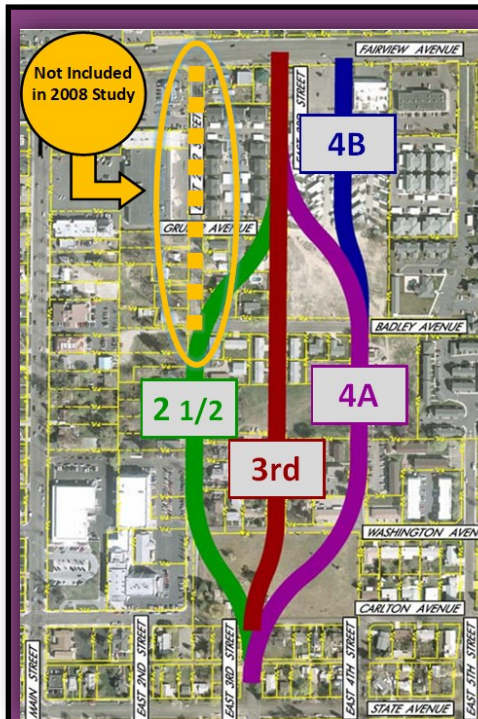 FAIRVIEW AVENUE
Not Included
in 2008 Study
STREET
4B
AVENUE
BADLEY AVENUE
2 1/2
4A
3rd
WASHINGTON AVEN
CARLTON AVENUE
MAIN STREET
EAST 2ND STREET
EAST 3RD STREET
EAST 4TH STREET
EAST 5TH STREET
STATE AVENUE